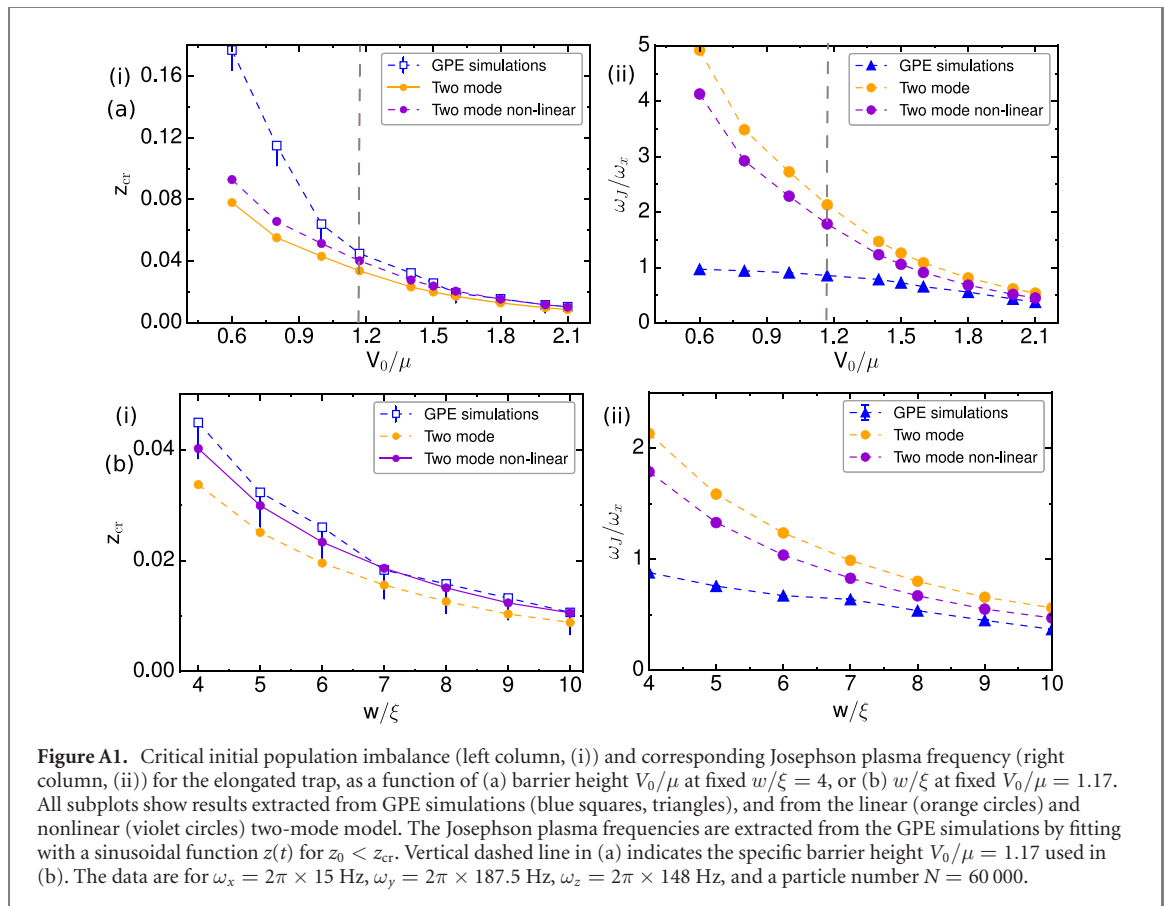 (i)
(a)
GPE simulations
Two mode
Two mode non-linear
0.16
0.12
0.08
0.04
0.00
z_cr
0.6 0.9 1.2 1.5 1.8 2.1
V_0/μ
(ii)
GPE simulations
Two mode
Two mode non-linear
5
4
3
2
1
0
ω_J/ω_x
0.6 0.9 1.2 1.5 1.8 2.1
V_0/μ
(i)
(b)
GPE simulations
Two mode
Two mode non-linear
0.04
0.02
0.00
z_cr
4 5 6 7 8 9 10
w/ξ
(ii)
GPE simulations
Two mode
Two mode non-linear
2
1
0
ω_J/ω_x
4 5 6 7 8 9 10
w/ξ
Figure A1. Critical initial population imbalance (left column, (i)) and corresponding Josephson plasma frequency (right
column, (ii)) for the elongated trap, as a function of (a) barrier height V_0/μ at fixed w/ξ = 4, or (b) w/ξ at fixed V_0/μ = 1.17.
All subplots show results extracted from GPE simulations (blue squares, triangles), and from the linear (orange circles) and
nonlinear (violet circles) two-mode model. The Josephson plasma frequencies are extracted from the GPE simulations by fitting
with a sinusoidal function z(t) for z_0 < z_cr. Vertical dashed line in (a) indicates the specific barrier height V_0/μ = 1.17 used in
(b). The data are for ω_x = 2π × 15 Hz, ω_y = 2π × 187.5 Hz, ω_z = 2π × 148 Hz, and a particle number N = 60 000.